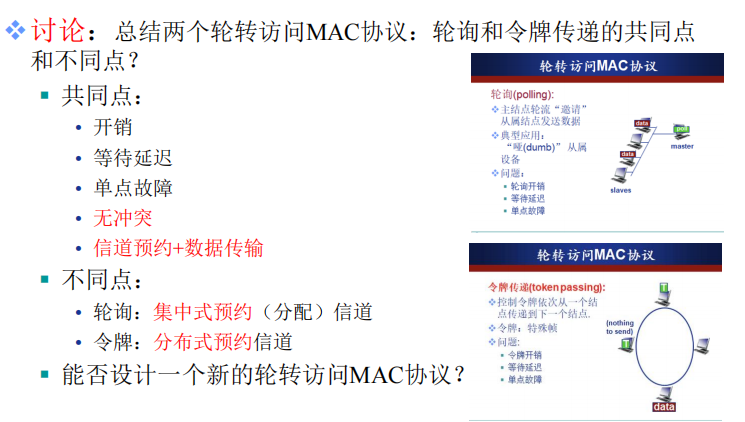 讨论：总结两个轮转访问MAC协议：轮询和令牌传递的共同点
和不同点？
共同点：
开销
等待延迟
单点故障
无冲突
信道预约+数据传输
不同点：
轮询：集中式预约（分配）信道
令牌：分布式预约信道
能否设计一个新的轮转访问MAC协议？
轮转访问MAC协议
轮询(polling):
主结点轮流“邀请”
从属结点发送数据
典型应用：
“哑(dumb)”从属
设备
问题：
轮询开销
等待延迟
单点故障
data
poll
master
data
slaves
轮转访问MAC协议
令牌传递(token passing):
控制令牌依次从一个结
点传递到下一个结点.
令牌：特殊帧
问题:
令牌开销
等待延迟
单点故障
T
(nothing
to send)
T
data